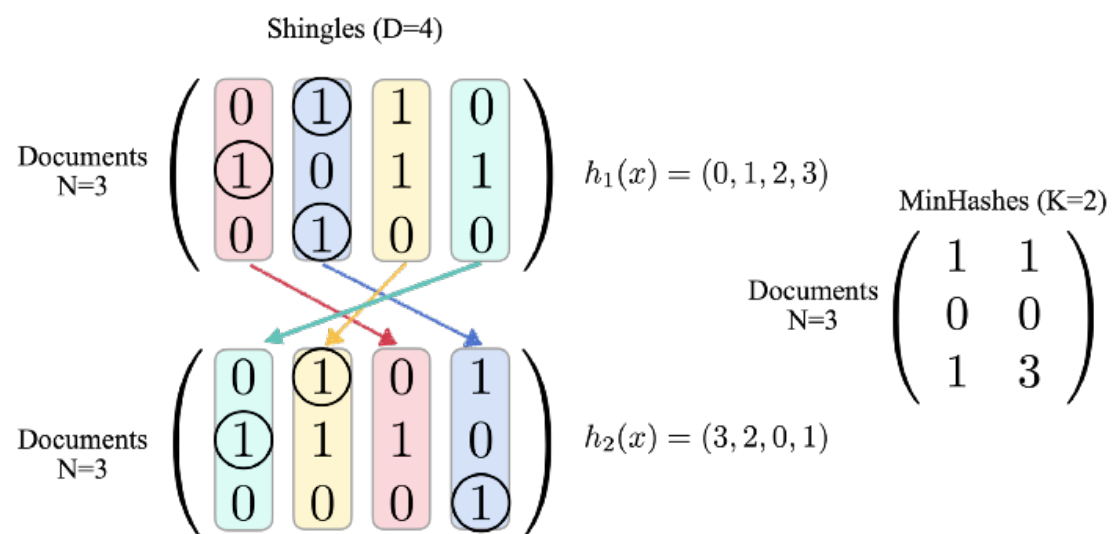 Shingles (D=4)
0 1 1 0
Documents
N=3
1 0 1 1
0 1 0 0
h₁(x) = (0, 1, 2, 3)
MinHashes (K=2)
1 1
Documents
N=3
0 0
1 3
0 1 0 1
Documents
N=3
1 1 1 0
0 0 0 1
h₂(x) = (3, 2, 0, 1)